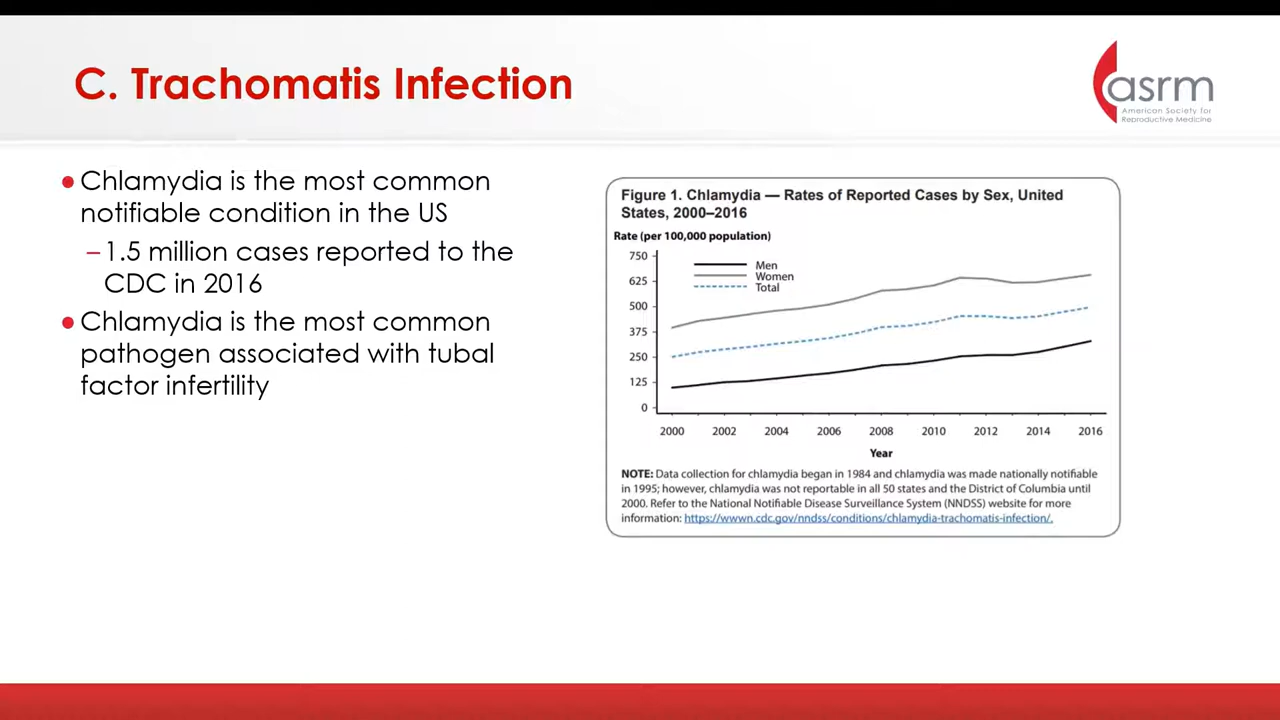 C. Trachomatis Infection
asrm
American Society for
Reproductive Medicine
Chlamydia is the most common
notifiable condition in the US
–1.5 million cases reported to the
CDC in 2016
Chlamydia is the most common
pathogen associated with tubal
factor infertility
Figure 1. Chlamydia — Rates of Reported Cases by Sex, United
States, 2000–2016
Rate (per 100,000 population)
750
625
500
375
250
125
0
Men
Women
Total
2000 2002 2004 2006 2008 2010 2012 2014 2016
Year
NOTE: Data collection for chlamydia began in 1984 and chlamydia was made nationally notifiable
in 1995; however, chlamydia was not reportable in all 50 states and the District of Columbia until
2000. Refer to the National Notifiable Disease Surveillance System (NNDSS) website for more
information: https://wwwn.cdc.gov/nndss/conditions/chlamydia-trachomatis-infection/.